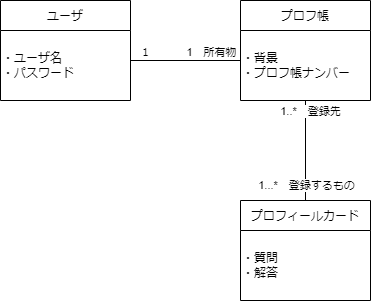 ユーザ
・ユーザ名
・パスワード
1
1 所有物
プロフ帳
・背景
・プロフ帳ナンバー
1..* 登録先
1...* 登録するもの
プロフィールカード
・質問
・解答